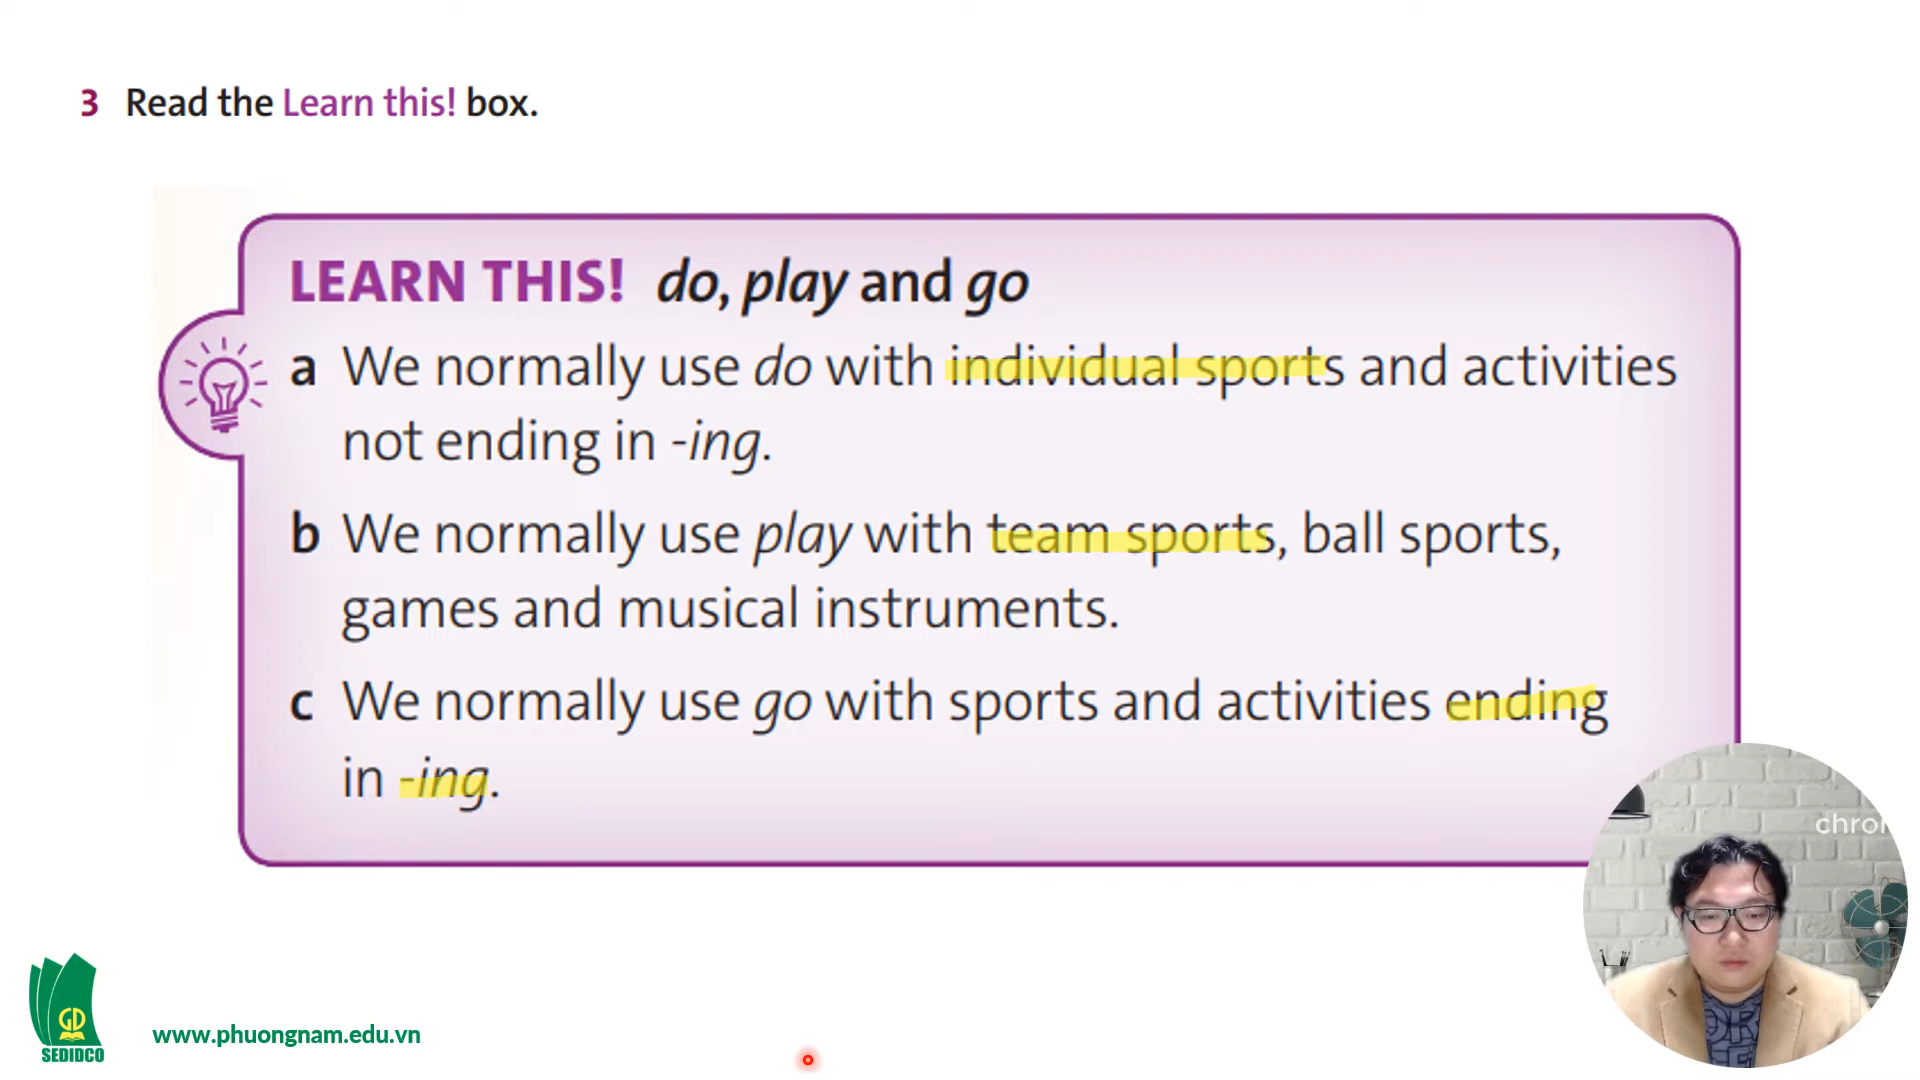 3 Read the Learn this! box.
LEARN THIS! do, play and go
a We normally use do with individual sports and activities
not ending in -ing.
b We normally use play with team sports, ball sports,
games and musical instruments.
c We normally use go with sports and activities ending
in -ing.
chro
GD
SEDIDCO
www.phuongnam.edu.vn